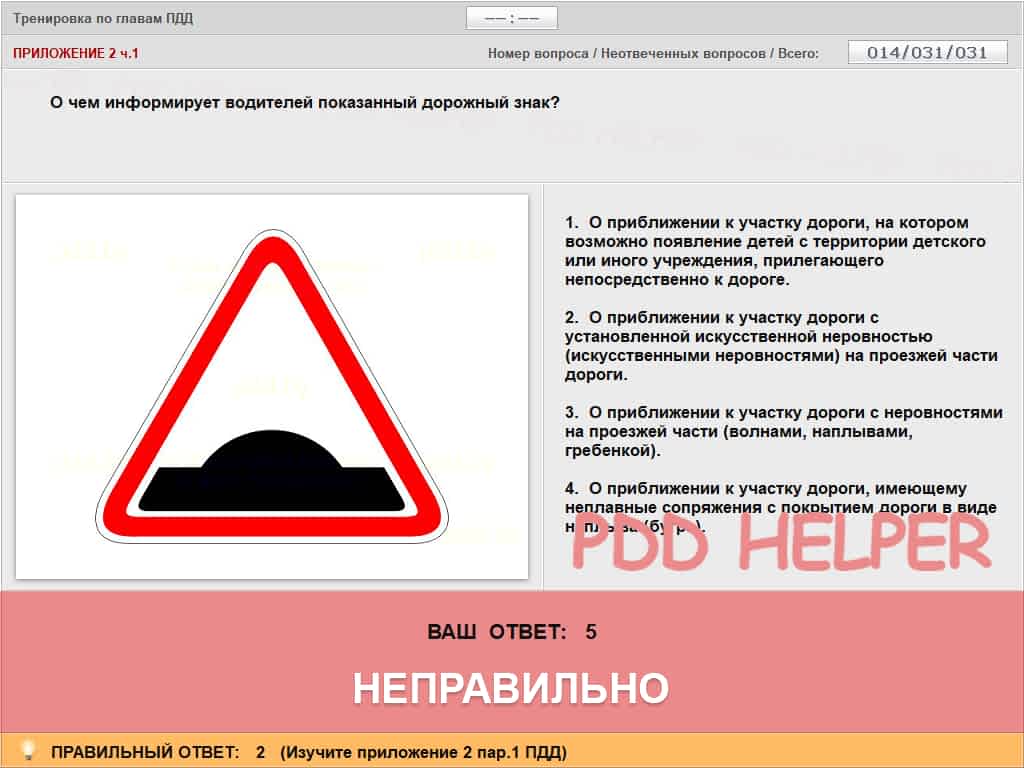 Тренировка по главам ПДД
—— : ——
ПРИЛОЖЕНИЕ 2 ч.1
Номер вопроса / Неотвеченных вопросов / Всего:
014/031/031
О чем информирует водителей показанный дорожный знак?
1. О приближении к участку дороги, на котором
возможно появление детей с территории детского
или иного учреждения, прилегающего
непосредственно к дороге.
2. О приближении к участку дороги с
установленной искусственной неровностью
(искусственными неровностями) на проезжей части
дороги.
3. О приближении к участку дороги с неровностями
на проезжей части (волнами, наплывами,
гребенкой).
4. О приближении к участку дороги, имеющему
неплавные сопряжения с покрытием дороги в виде
PDD HELPER
ВАШ ОТВЕТ: 5
НЕПРАВИЛЬНО
ПРАВИЛЬНЫЙ ОТВЕТ: 2 (Изучите приложение 2 пар.1 ПДД)